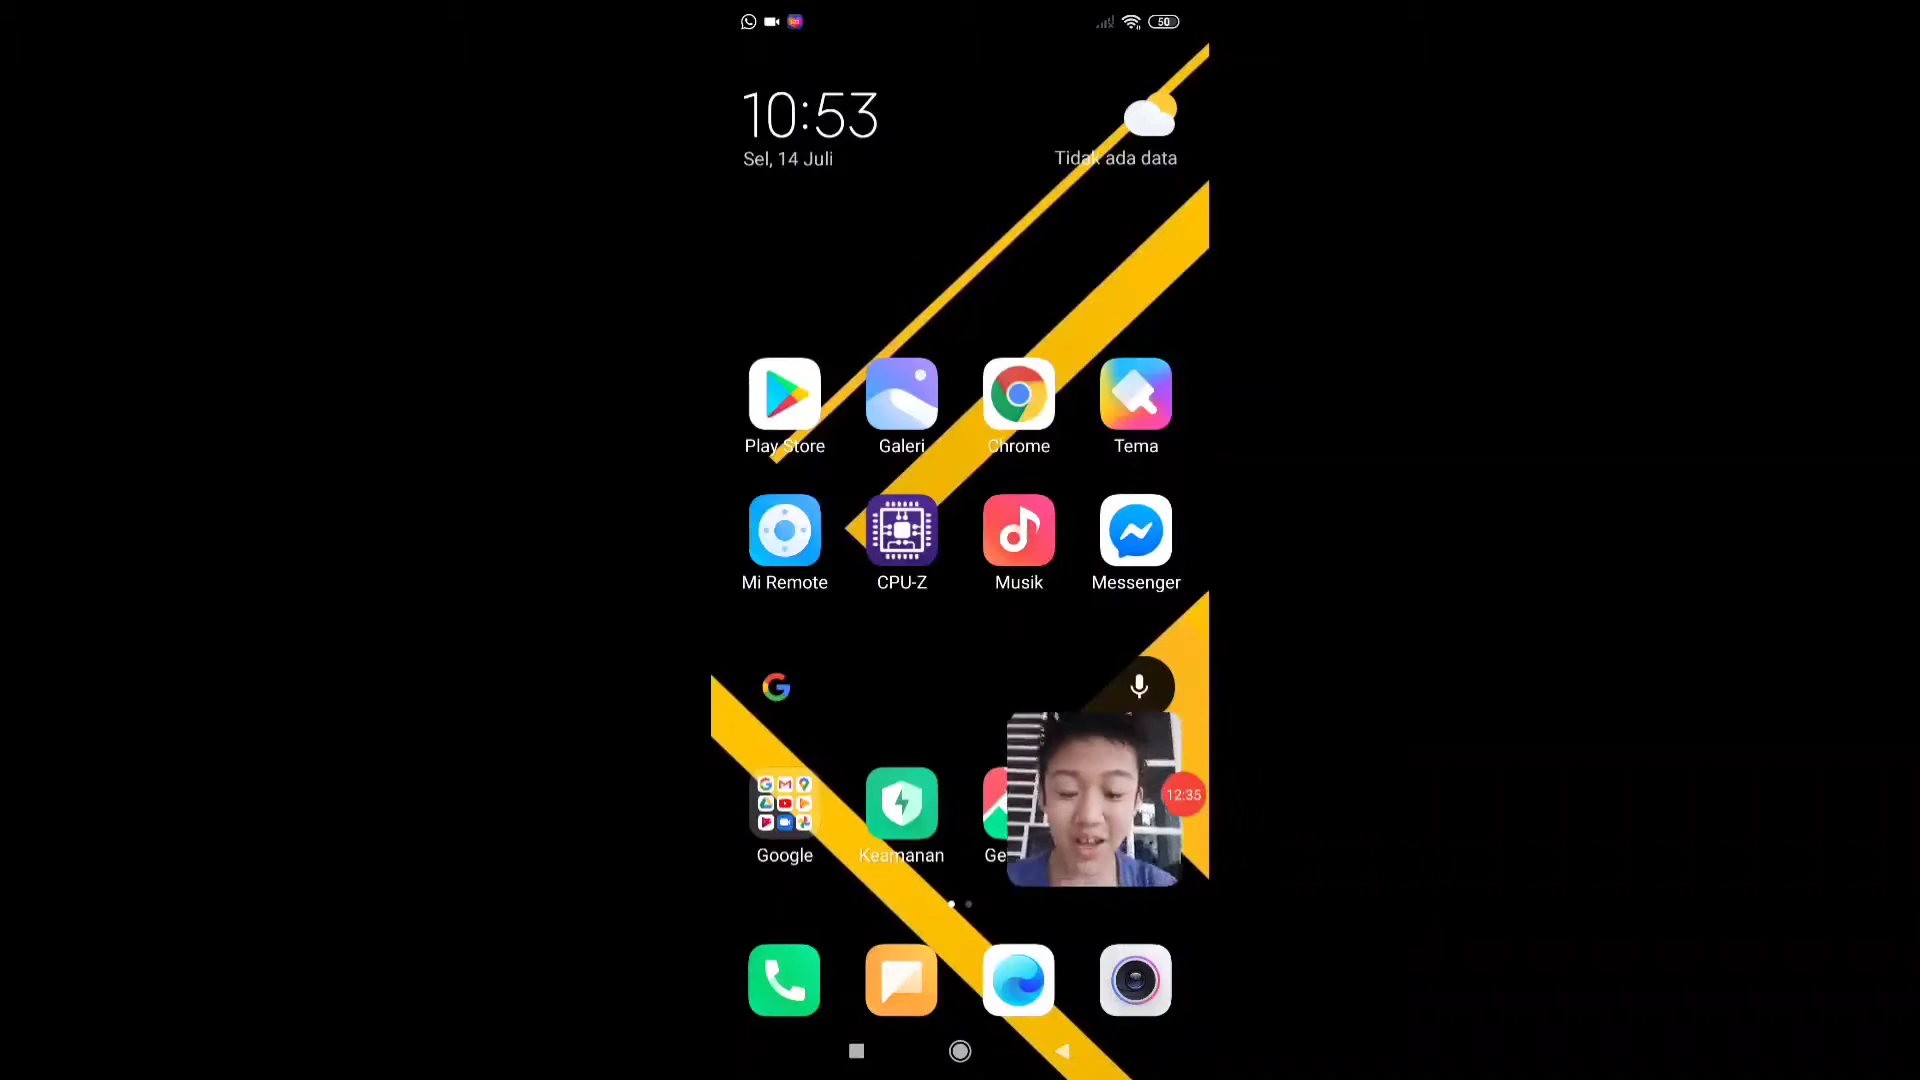 50
10:53
Sel, 14 Juli
Tidak ada data
Play Store
Galeri
Chrome
Tema
Mi Remote
CPU-Z
Musik
Messenger
12:35
Google
Keamanan
Ge